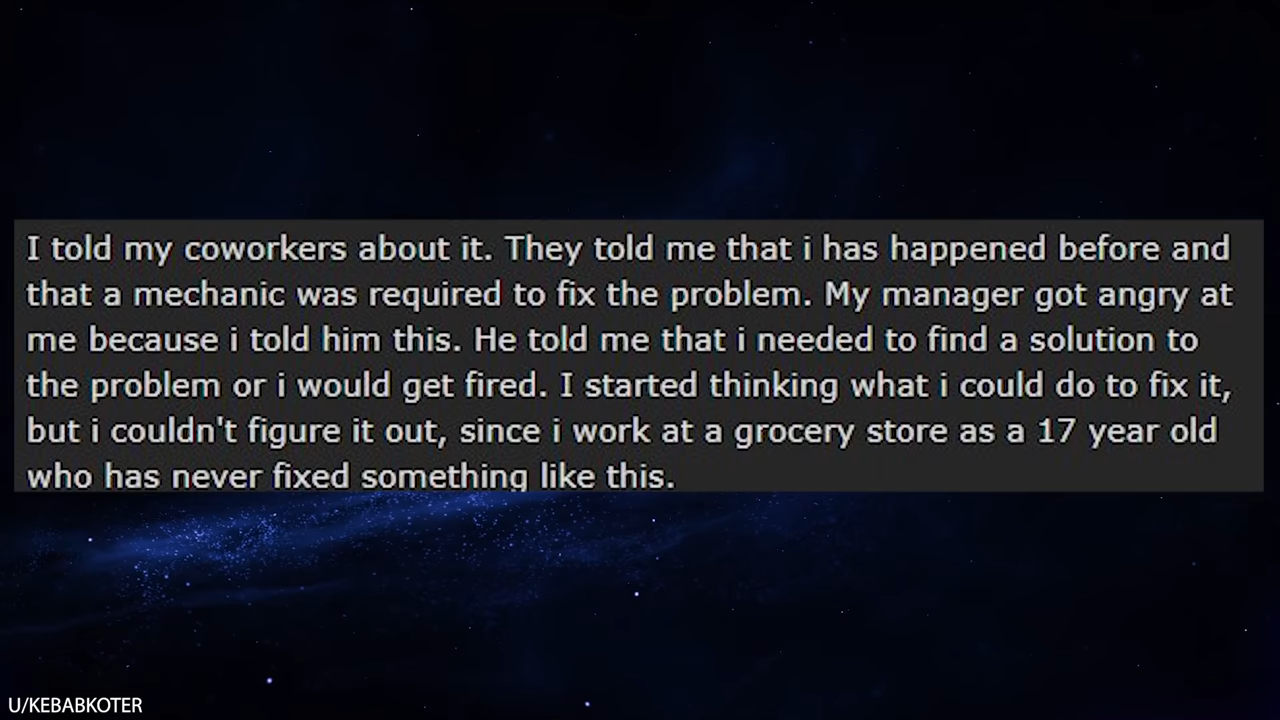 I told my coworkers about it. They told me that i has happened before and
that a mechanic was required to fix the problem. My manager got angry at
me because i told him this. He told me that i needed to find a solution to
the problem or i would get fired. I started thinking what i could do to fix it,
but i couldn't figure it out, since i work at a grocery store as a 17 year old
who has never fixed something like this.
U/KEBABKOTER